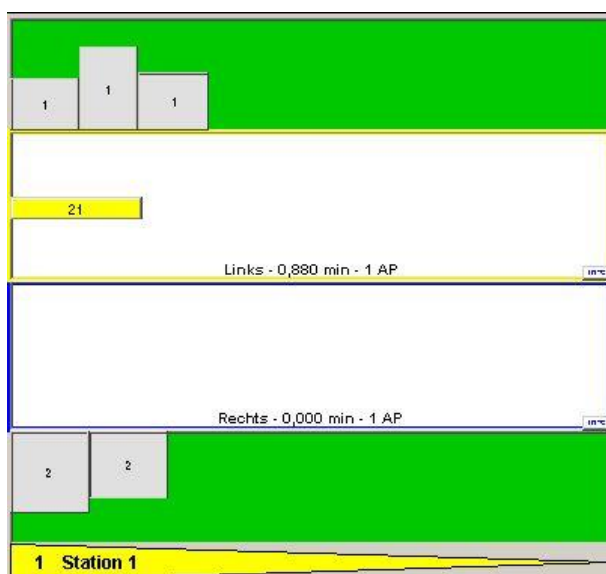 1 1 1
21
Links - 0,880 min - 1 AP
Rechts - 0,000 min - 1 AP
2 2
1 Station 1